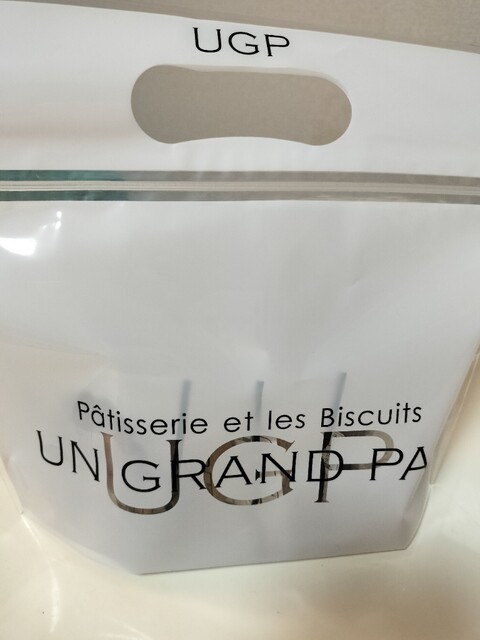 UGP
Pâtisserie et les Biscuits
UN GRAND PA
UGP